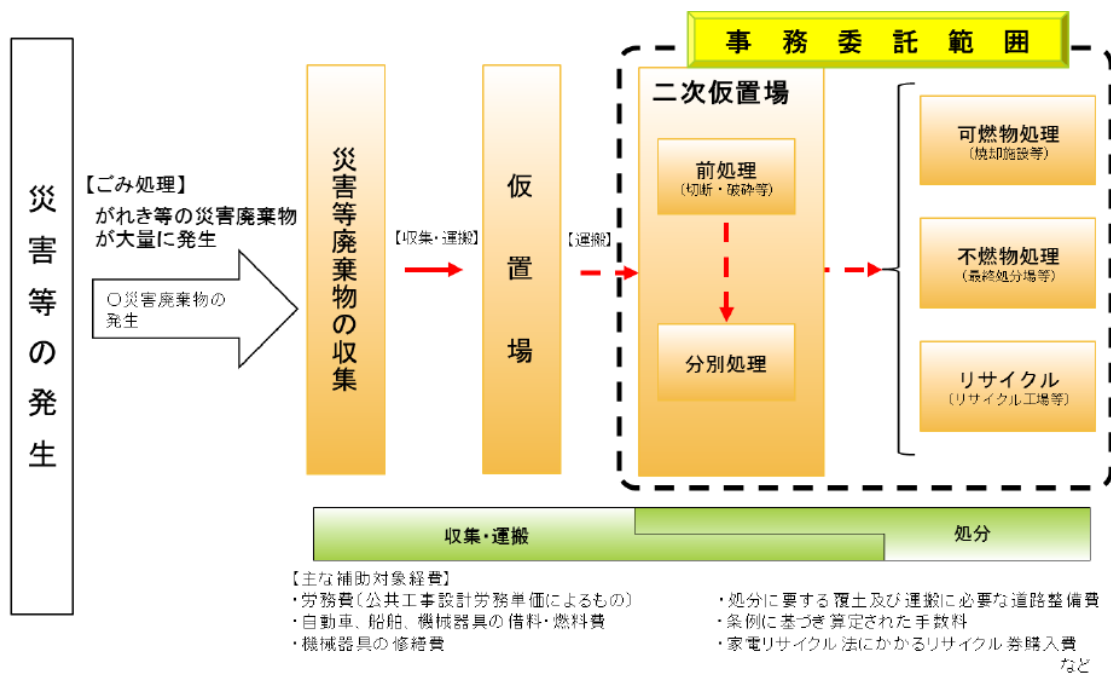 事務委託範囲
災害等の発生
【ごみ処理】
がれき等の災害廃棄物
が大量に発生
〇災害廃棄物の
発生
災害等廃棄物の収集
【収集・運搬】
仮置場
【運搬】
二次仮置場
前処理
(切断・破砕等)
分別処理
可燃物処理
(焼却施設等)
不燃物処理
(最終処分場等)
リサイクル
(リサイクル工場等)
収集・運搬
処分
【主な補助対象経費】
・労務費(公共工事設計労務単価によるもの)
・自動車、船舶、機械器具の借料・燃料費
・機械器具の修繕費
・処分に要する覆土及び運搬に必要な道路整備費
・条例に基づき算定された手数料
・家電リサイクル法にかかるリサイクル券購入費
など